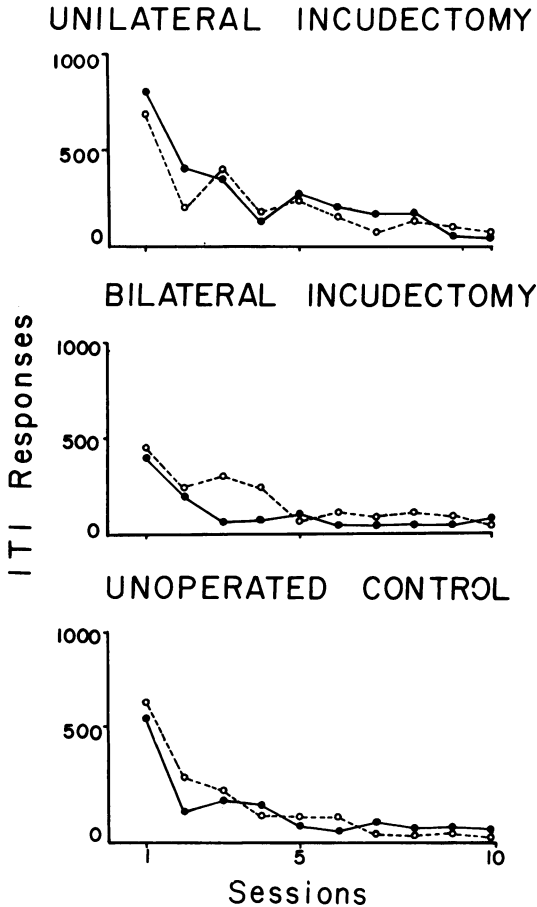 UNILATERAL INCUDECTOMY
1000
500
0
BILATERAL INCUDECTOMY
1000
500
0
ITI Responses
UNOPERATED CONTROL
1000
500
0
1 5 10
Sessions